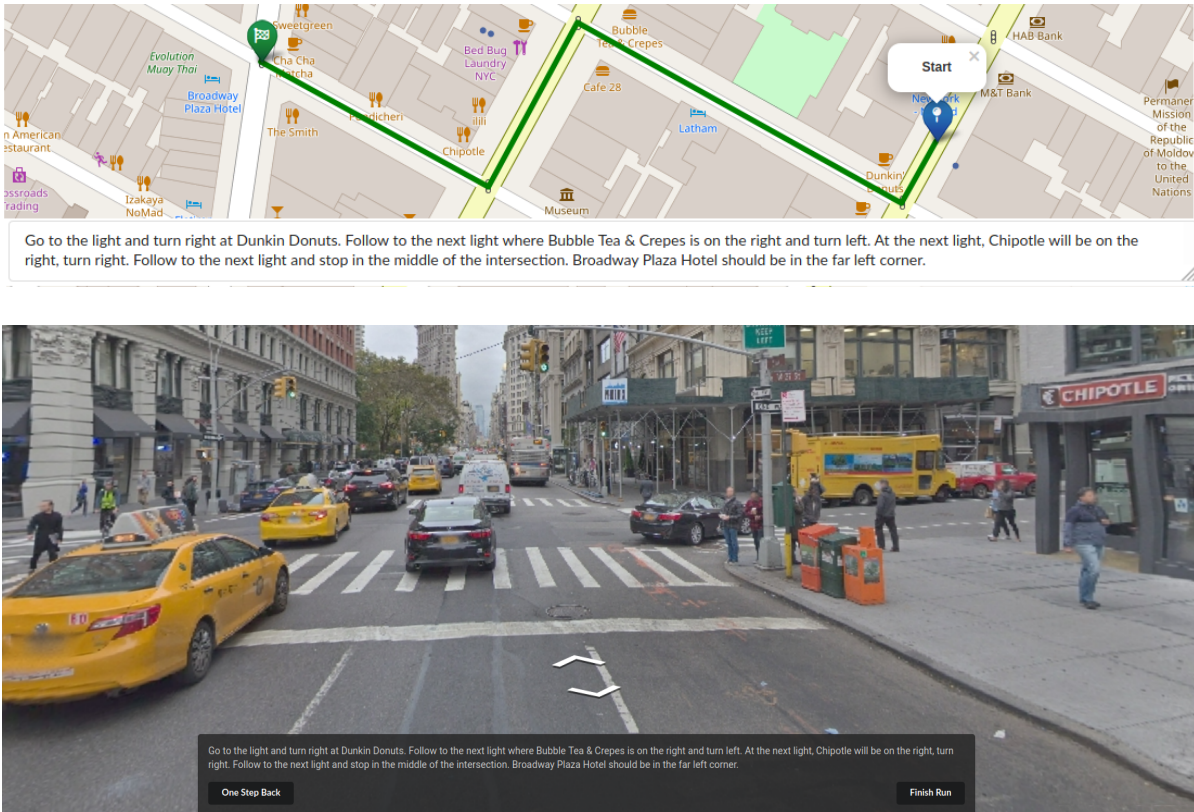 Sweetgreen
Evolution
Muay Thai
Cha Cha
Matcha
Broadway
Plaza Hotel
The Smith
Pondicheri
ilili
Chipotle
Bed Bug
Laundry
NYC
Bubble
Tea & Crepes
Cafe 28
Latham
Museum
Dunkin'
Donuts
Start
×
HAB Bank
M&T Bank
New York
Permanen
Mission
of the
Republic
of Moldov
to the
United
Nations
n American
estaurant
ossroads
Trading
Izakaya
NoMad
Go to the light and turn right at Dunkin Donuts. Follow to the next light where Bubble Tea & Crepes is on the right and turn left. At the next light, Chipotle will be on the
right, turn right. Follow to the next light and stop in the middle of the intersection. Broadway Plaza Hotel should be in the far left corner.
KEEP
LEFT
CHIPOTLE
Go to the light and turn right at Dunkin Donuts. Follow to the next light where Bubble Tea & Crepes is on the right and turn left. At the next light, Chipotle will be on the right, turn
right. Follow to the next light and stop in the middle of the intersection. Broadway Plaza Hotel should be in the far left corner.
One Step Back
Finish Run